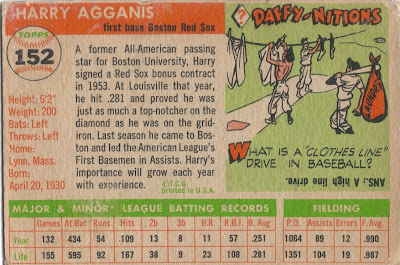 HARRY AGGANIS
first base Boston Red Sox
TOPPS
152
Height: 6'2"
Weight: 200
Bats: Left
Throws: Left
Home:
Lynn, Mass.
Born:
April 20, 1930
A former All-American passing
star for Boston University, Harry
signed a Red Sox bonus contract
in 1953. At Louisville that year,
he hit .281 and proved he was
just as much a top-notcher on the
diamond as he was on the grid-
iron. Last season he came to Bos-
ton and led the American League's
First Basemen in Assists. Harry's
importance will grow each year
with experience.
©T.C.G. PRINTED IN U.S.A.
?
DAFFY-NITIONS
LAUNDRY
WHAT IS A "CLOTHES LINE"
DRIVE IN BASEBALL?
ANS.: A high line drive.
MAJOR & MINOR LEAGUE BATTING RECORDS
FIELDING
Games At Bat Runs Hits 2b 3b H.R. R.B.I. B.Avg. P.O. Assists Errors F.Avg.
Year 132 434 54 .109 13 8 11 57 .251 1064 89 12 .990
Life 155 595 92 .167 38 9 23 108 .281 1351 104 19 .987